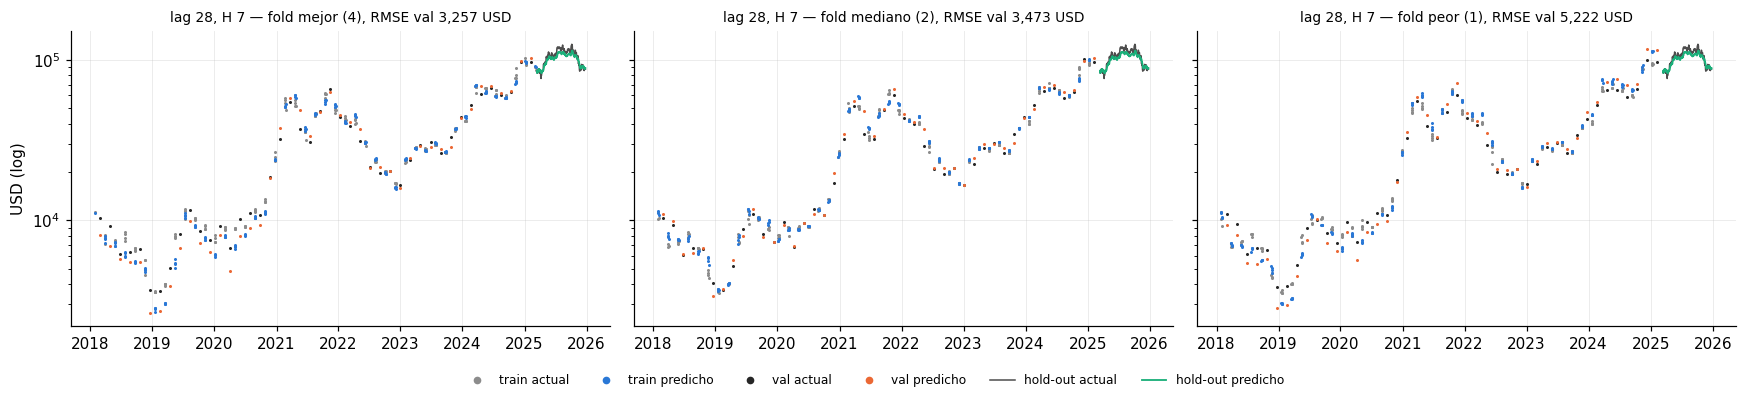 lag 28, H 7 — fold mejor (4), RMSE val 3,257 USD
lag 28, H 7 — fold mediano (2), RMSE val 3,473 USD
lag 28, H 7 — fold peor (1), RMSE val 5,222 USD
USD (log)
10⁵
10⁴
2018 2019 2020 2021 2022 2023 2024 2025 2026
2018 2019 2020 2021 2022 2023 2024 2025 2026
2018 2019 2020 2021 2022 2023 2024 2025 2026
train actual train predicho val actual val predicho hold-out actual hold-out predicho